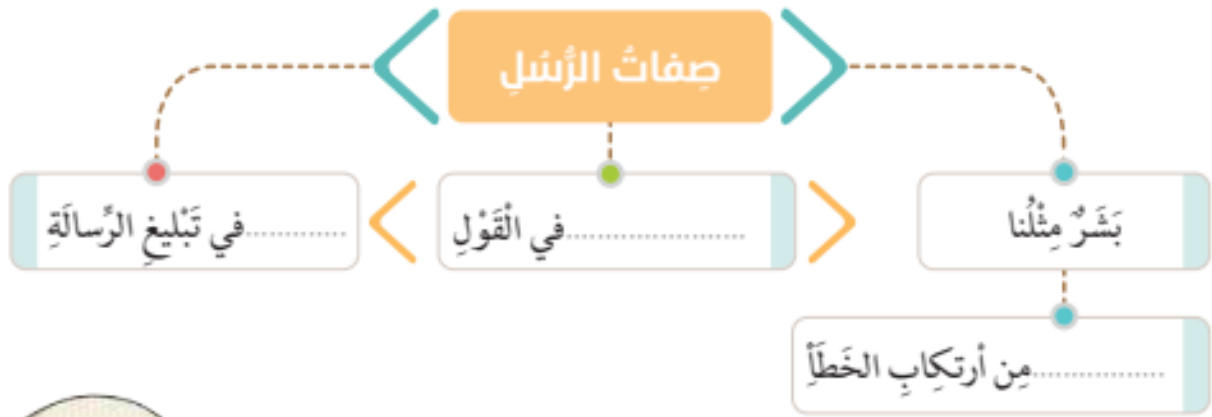 صِفاتُ الرُّسُلِ
بَشَرٌ مِثْلُنا
......................في الْقَوْلِ
.............في تَبْليغِ الرِّسالَةِ
.................مِن أرتكِابِ الخَطَأِ